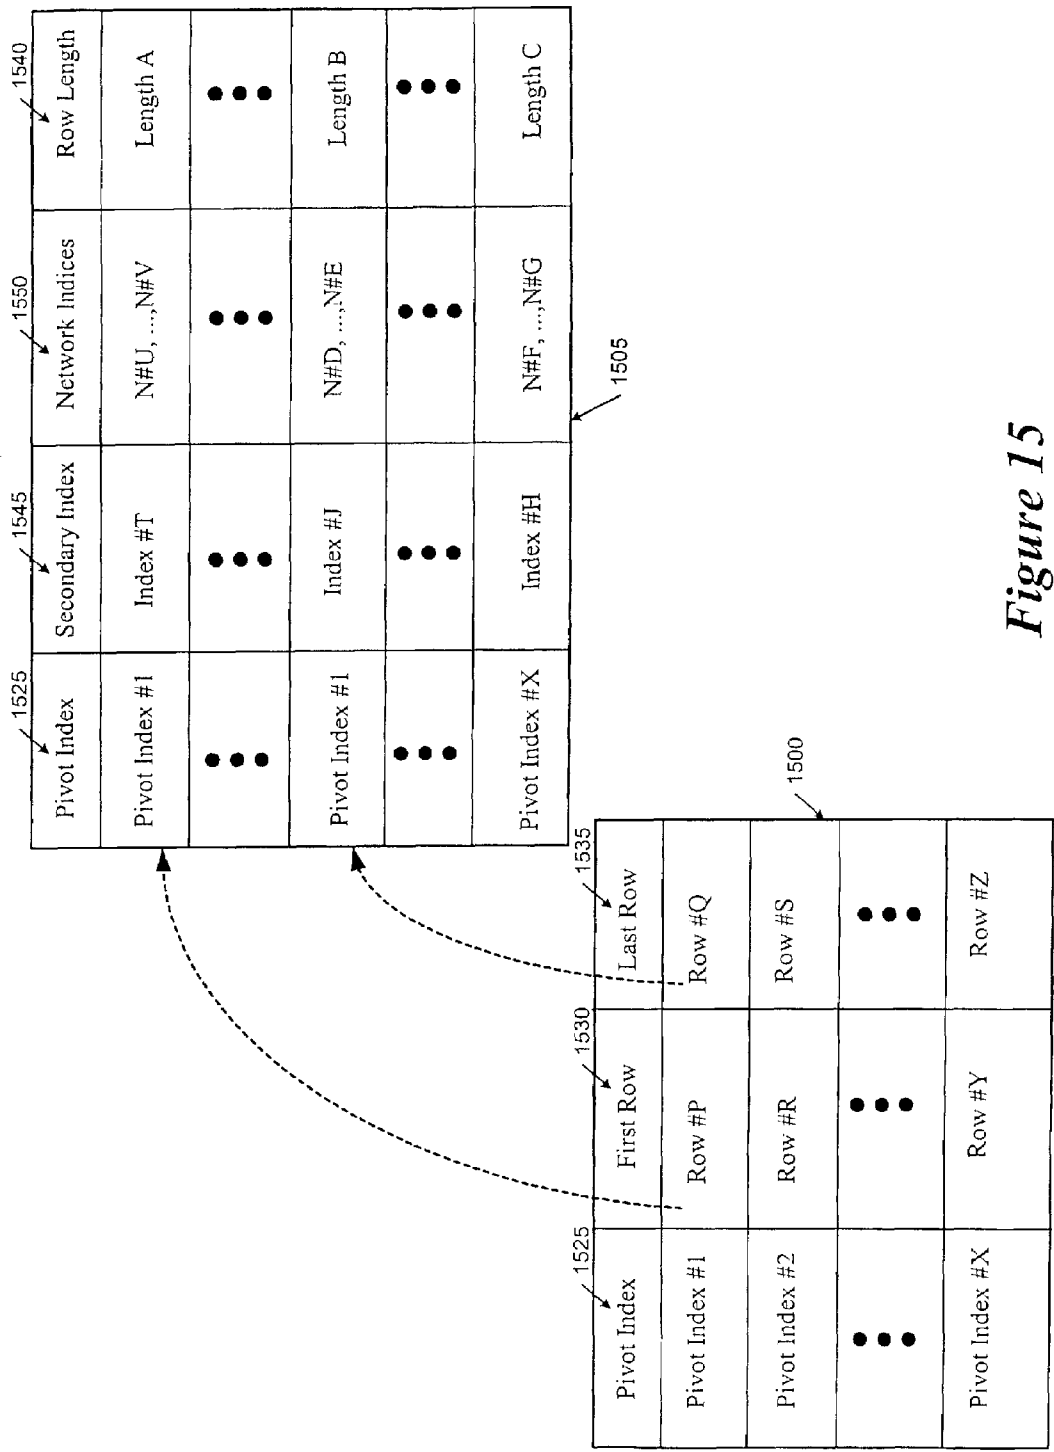 1525 1545 1550 1540
Pivot Index Secondary Index Network Indices Row Length
Pivot Index #1 Index #T N#U, ...,N#V Length A
Pivot Index #1 Index #J N#D, ...,N#E Length B
Pivot Index #X Index #H N#F, ...,N#G Length C
1505
1525 1530 1535
Pivot Index First Row Last Row
Pivot Index #1 Row #P Row #Q
Pivot Index #2 Row #R Row #S
Pivot Index #X Row #Y Row #Z
1500
Figure 15